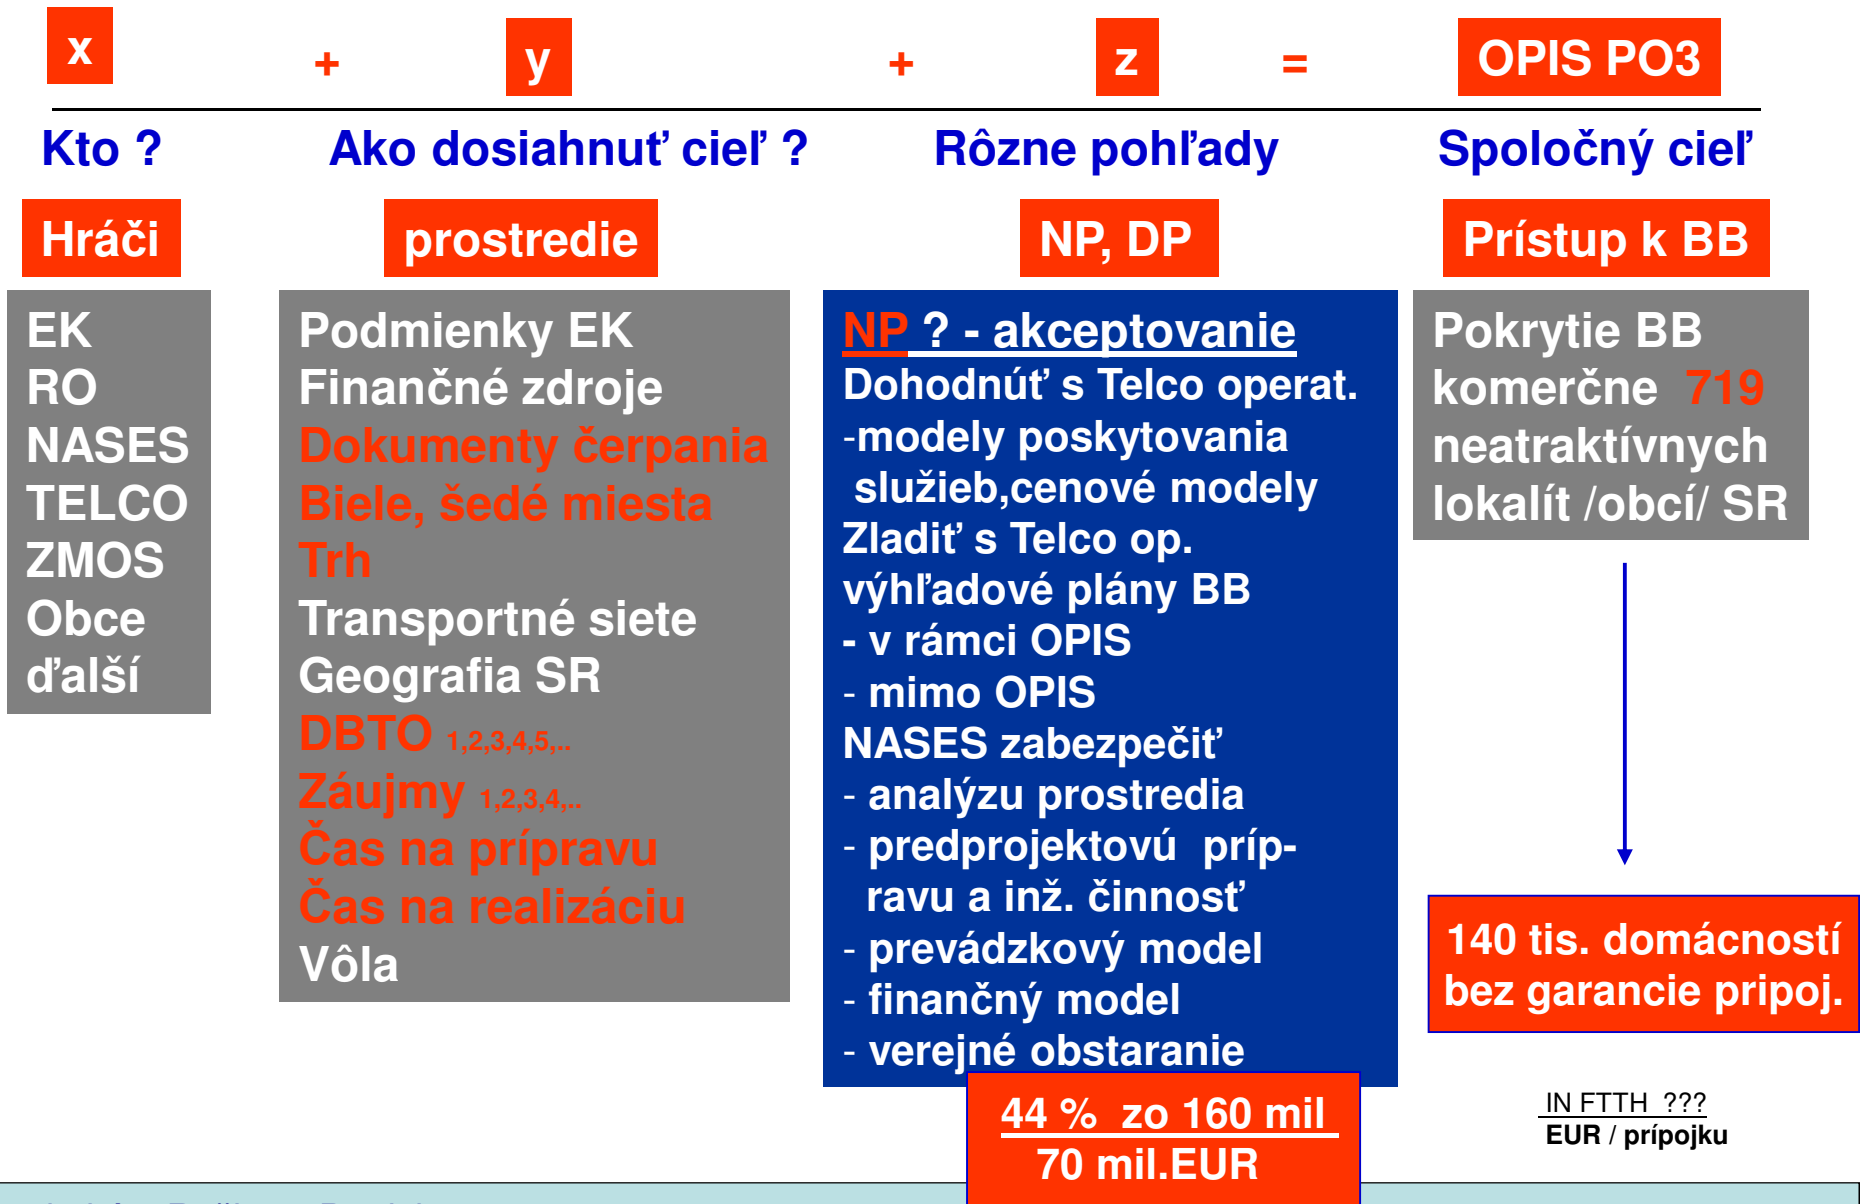 x + y + z = OPIS PO3
Kto ? Ako dosiahnuť cieľ ? Rôzne pohľady Spoločný cieľ
Hráči prostredie NP, DP Prístup k BB
EK
RO
NASES
TELCO
ZMOS
Obce
ďalší
Podmienky EK
Finančné zdroje
Dokumenty čerpania
Biele, šedé miesta
Trh
Transportné siete
Geografia SR
DBTO 1,2,3,4,5,..
Záujmy 1,2,3,4,..
Čas na prípravu
Čas na realizáciu
Vôla
NP ? - akceptovanie
Dohodnúť s Telco operat.
-modely poskytovania
služieb,cenové modely
Zladiť s Telco op.
výhľadové plány BB
- v rámci OPIS
- mimo OPIS
NASES zabezpečiť
- analýzu prostredia
- predprojektovú príp-
ravu a inž. činnosť
- prevádzkový model
- finančný model
- verejné obstaranie
44 % zo 160 mil
70 mil.EUR
Pokrytie BB
komerčne 719
neatraktívnych
lokalít /obcí/ SR
140 tis. domácností
bez garancie pripoj.
IN FTTH ???
EUR / prípojku